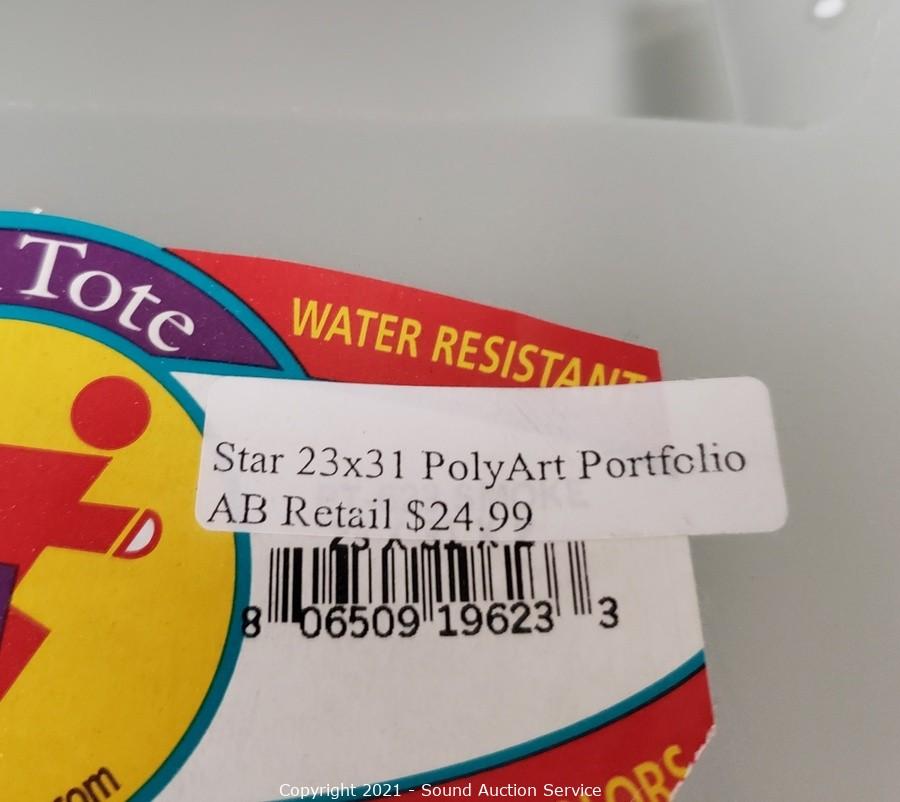 Tote
WATER RESISTANT
Star 23x31 PolyArt Portfolio
AB Retail $24.99
8 06509 19623 3
Copyright 2021 - Sound Auction Service